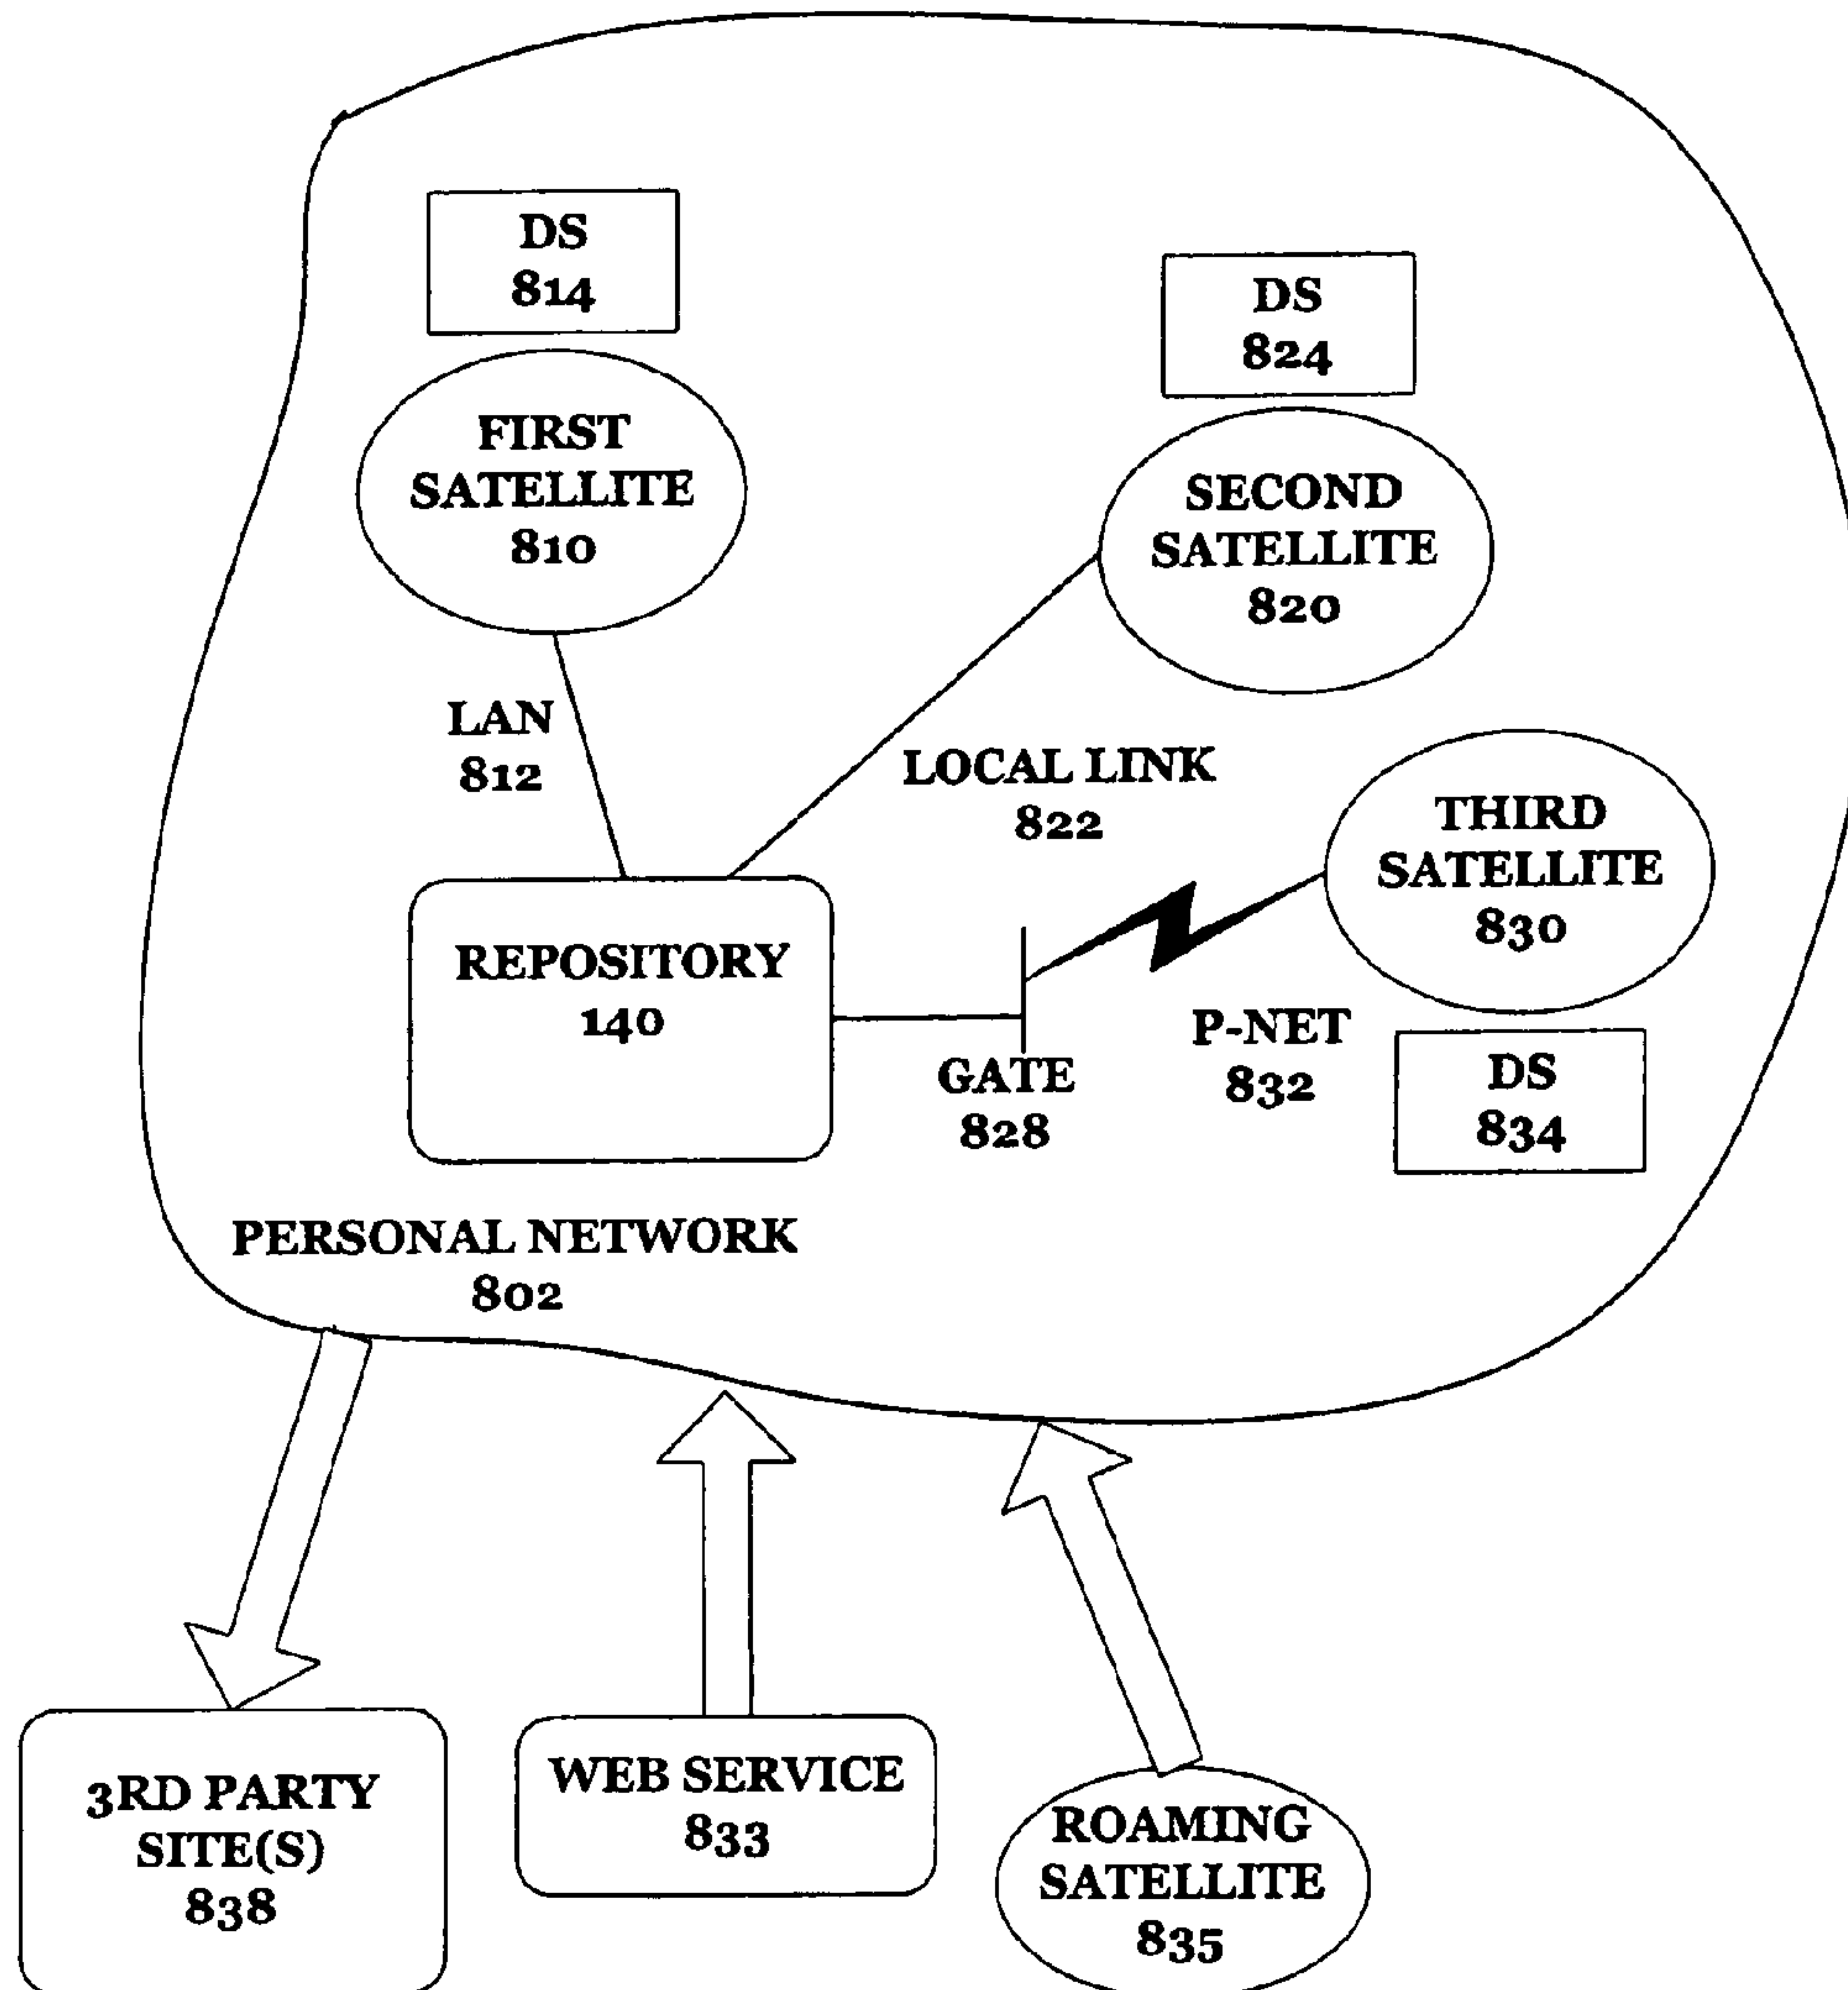 DS
814
DS
824
FIRST
SATELLITE
810
SECOND
SATELLITE
820
LAN
812
LOCAL LINK
822
THIRD
SATELLITE
830
REPOSITORY
140
P-NET
832
GATE
828
DS
834
PERSONAL NETWORK
802
3RD PARTY
SITE(S)
838
WEB SERVICE
833
ROAMING
SATELLITE
835